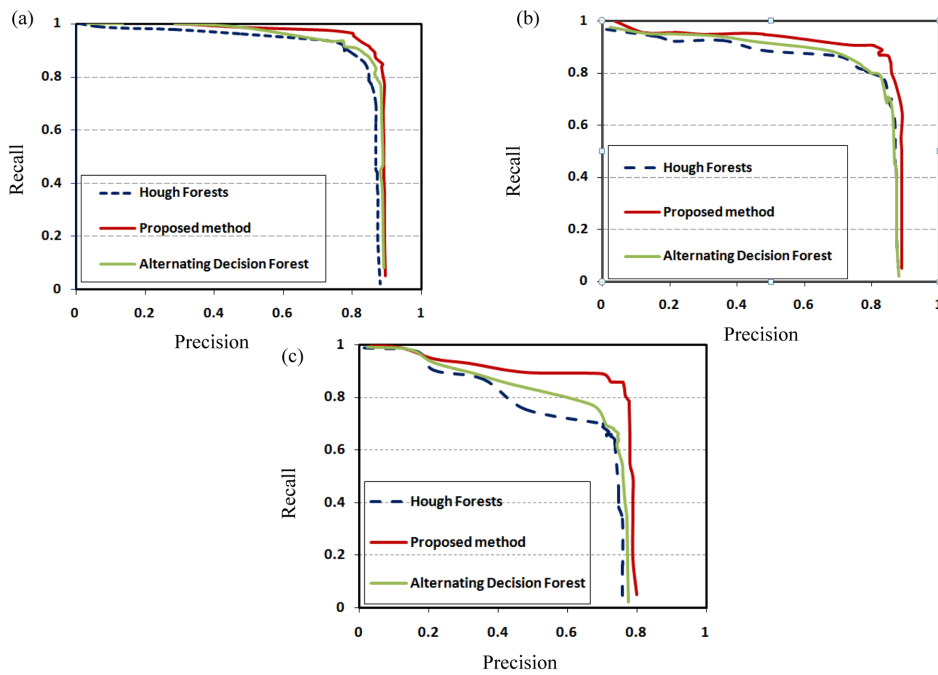 (a)
1
0.8
0.6
0.4
0.2
0
Recall
Hough Forests
Proposed method
Alternating Decision Forest
0 0.2 0.4 0.6 0.8 1
Precision
(b)
1
0.8
0.6
0.4
0.2
0
Recall
Hough Forests
Proposed method
Alternating Decision Forest
0 0.2 0.4 0.6 0.8 1
Precision
(c)
1
0.8
0.6
0.4
0.2
0
Recall
Hough Forests
Proposed method
Alternating Decision Forest
0 0.2 0.4 0.6 0.8 1
Precision